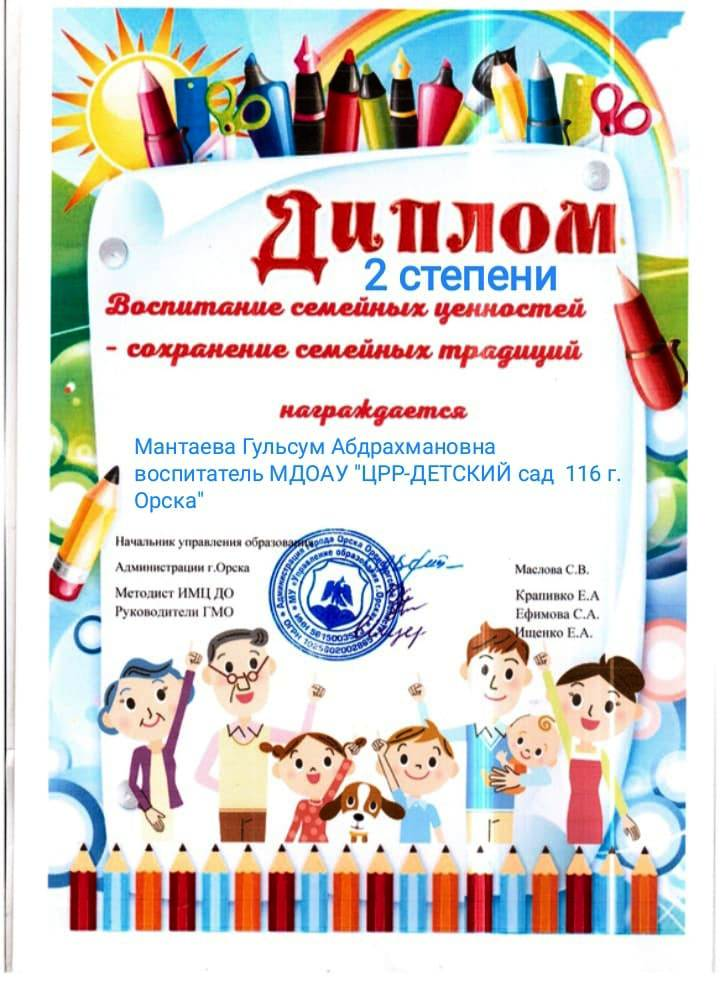 Диплом
2 степени
Воспитание семейных ценностей
- сохранение семейных традиций
награждается
Мантаева Гульсум Абдрахмановна
воспитатель МДОАУ "ЦРР-ДЕТСКИЙ сад 116 г.
Орска"
Начальник управления образования
Администрации г.Орска Маслова С.В.
Методист ИМЦ ДО Крапивко Е.А
Руководители ГМО Ефимова С.А.
Ищенко Е.А.